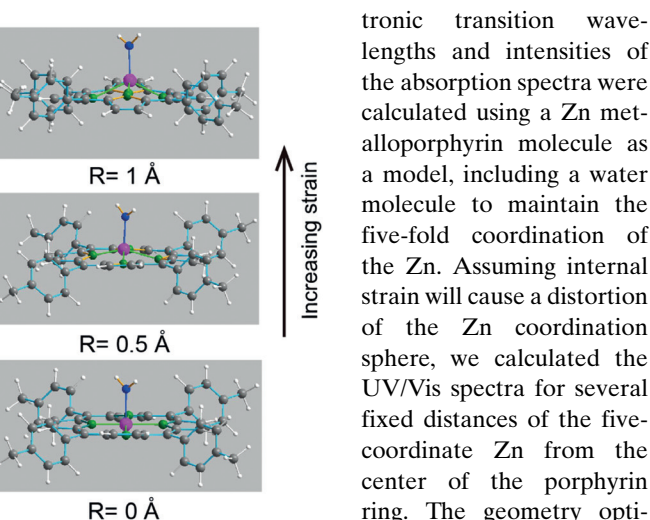 R= 1 Å
R= 0.5 Å
R= 0 Å
Increasing strain
tronic transition wave-
lengths and intensities of
the absorption spectra were
calculated using a Zn met-
alloporphyrin molecule as
a model, including a water
molecule to maintain the
five-fold coordination of
the Zn. Assuming internal
strain will cause a distortion
of the Zn coordination
sphere, we calculated the
UV/Vis spectra for several
fixed distances of the five-
coordinate Zn from the
center of the porphyrin
ring. The geometry opti-